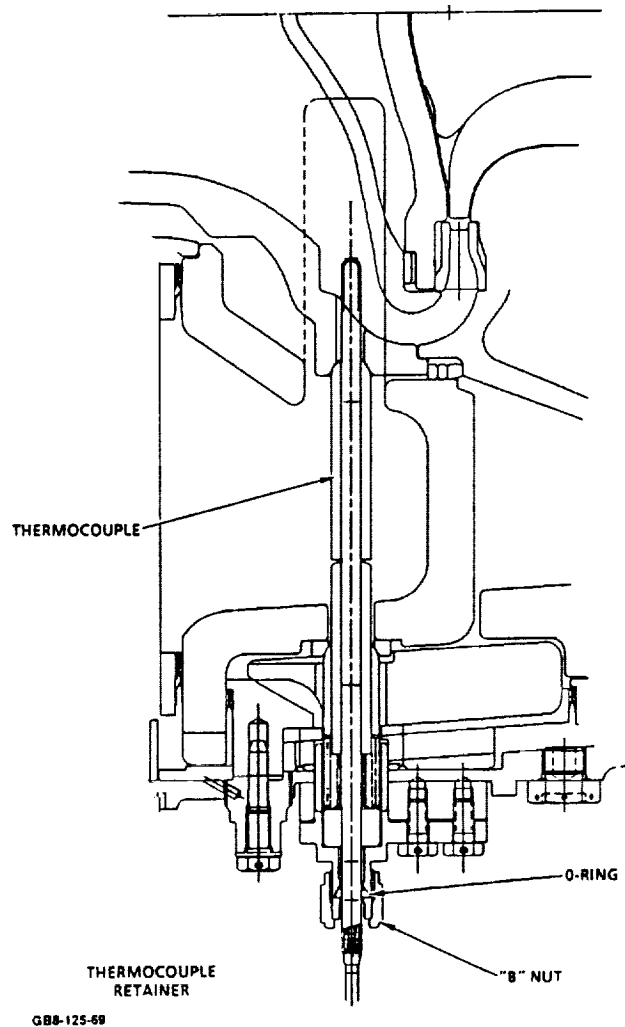 THERMOCOUPLE
O-RING
"B" NUT
THERMOCOUPLE
RETAINER
GB8-125-69